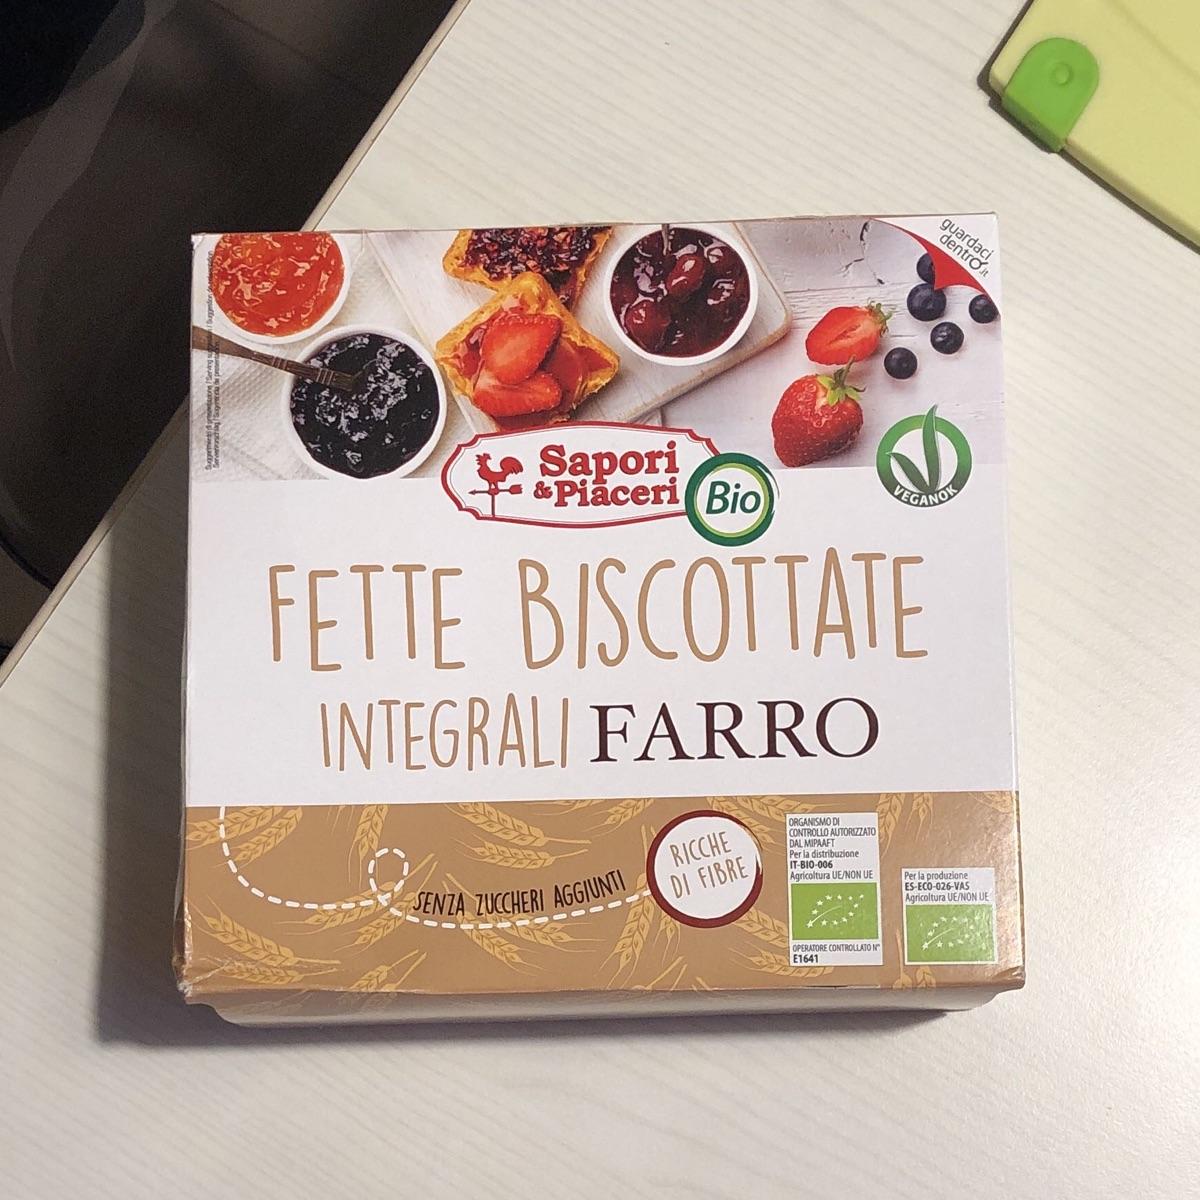 guardaci
dentro.it
Sapori
&Piaceri
Bio
VEGANOK
FETTE BISCOTTATE
INTEGRALI FARRO
SENZA ZUCCHERI AGGIUNTI
RICCHE
DI FIBRE
ORGANISMO DI
CONTROLLO AUTORIZZATO
DAL MIPAAFT
Per la distribuzione
IT-BIO-006
Agricoltura UE/NON UE
OPERATORE CONTROLLATO N°
E1641
Per la produzione
ES-ECO-026-VAS
Agricoltura UE/NON UE